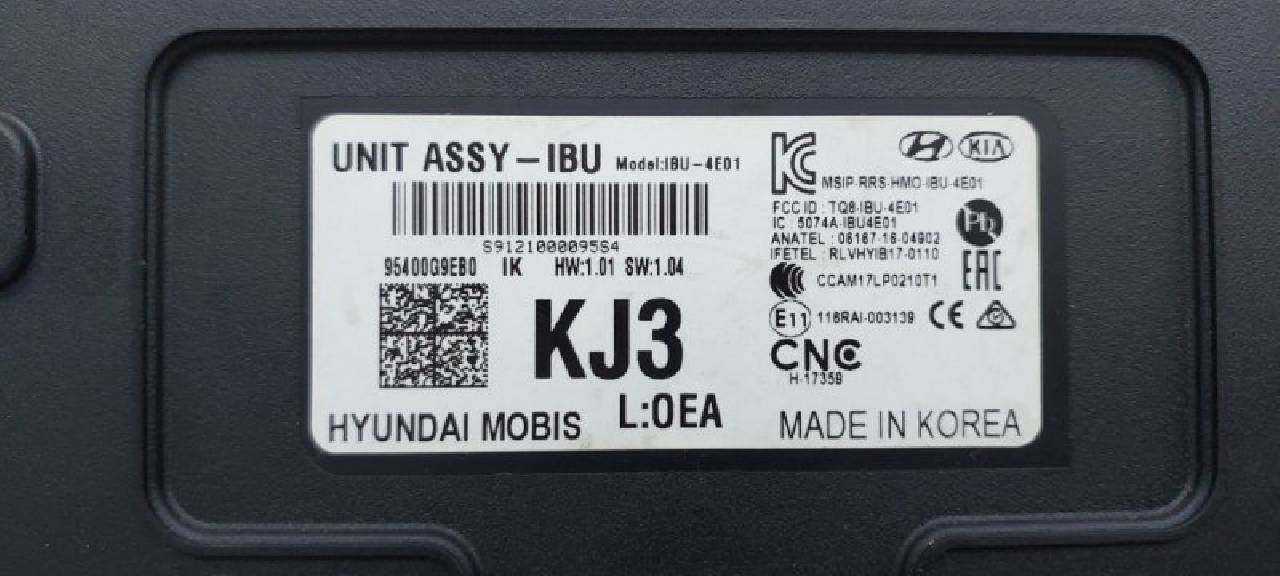 UNIT ASSY-IBU Model:IBU-4E01
S9121000095S4
95400G9EB0 IK HW:1.01 SW:1.04
KJ3
L:0EA
HYUNDAI MOBIS
KIA
MSIP-RRS-HMO-IBU-4E01
FCC ID : TQ8-IBU-4E01
IC : 5074A-IBU4E01
ANATEL : 06167-16-04902
IFETEL : RLVHYIB17-0110
Pb
CCAM17LP0210T1
EAC
E11 116RAI-003139 CE
CNC
H-17359
MADE IN KOREA